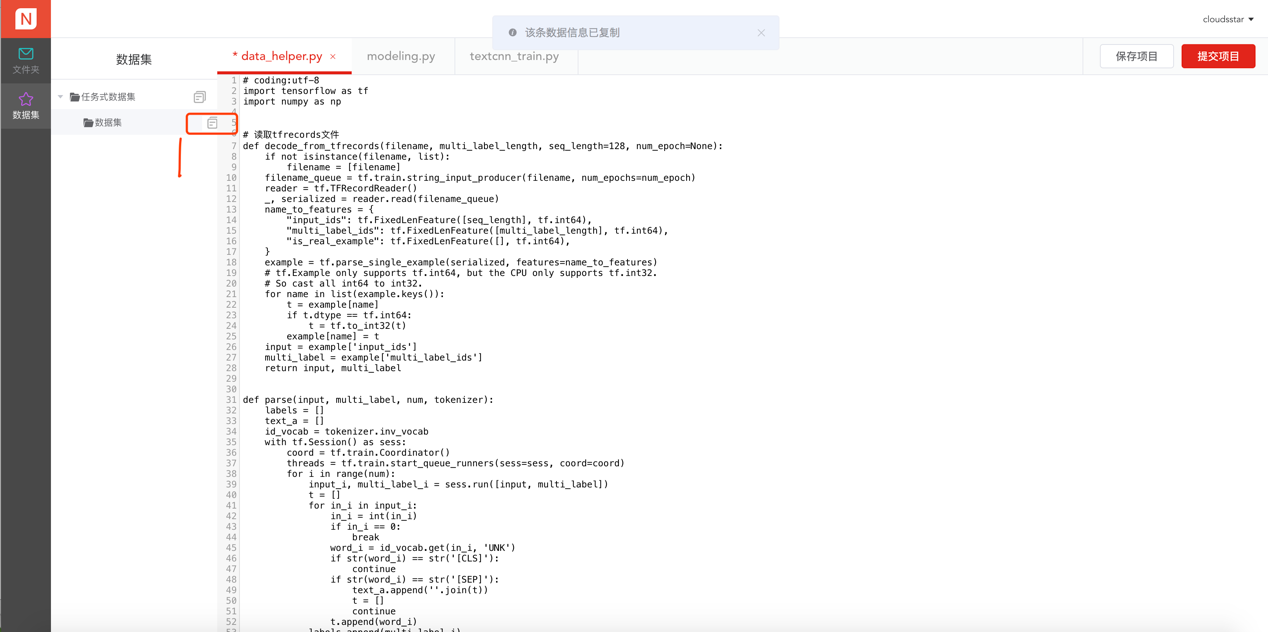 N
cloudsstar
该条数据信息已复制
文件夹
数据集
数据集
任务式数据集
数据集
* data_helper.py ×
modeling.py
textcnn_train.py
保存项目
提交项目
1 # coding:utf-8
2 import tensorflow as tf
3 import numpy as np
4
5
6 # 读取tfrecords文件
7 def decode_from_tfrecords(filename, multi_label_length, seq_length=128, num_epoch=None):
8     if not isinstance(filename, list):
9         filename = [filename]
10     filename_queue = tf.train.string_input_producer(filename, num_epochs=num_epoch)
11     reader = tf.TFRecordReader()
12     _, serialized = reader.read(filename_queue)
13     name_to_features = {
14         "input_ids": tf.FixedLenFeature([seq_length], tf.int64),
15         "multi_label_ids": tf.FixedLenFeature([multi_label_length], tf.int64),
16         "is_real_example": tf.FixedLenFeature([], tf.int64),
17     }
18     example = tf.parse_single_example(serialized, features=name_to_features)
19     # tf.Example only supports tf.int64, but the CPU only supports tf.int32.
20     # So cast all int64 to int32.
21     for name in list(example.keys()):
22         t = example[name]
23         if t.dtype == tf.int64:
24             t = tf.to_int32(t)
25         example[name] = t
26     input = example['input_ids']
27     multi_label = example['multi_label_ids']
28     return input, multi_label
29
30
31 def parse(input, multi_label, num, tokenizer):
32     labels = []
33     text_a = []
34     id_vocab = tokenizer.inv_vocab
35     with tf.Session() as sess:
36         coord = tf.train.Coordinator()
37         threads = tf.train.start_queue_runners(sess=sess, coord=coord)
38         for i in range(num):
39             input_i, multi_label_i = sess.run([input, multi_label])
40             t = []
41             for in_i in input_i:
42                 in_i = int(in_i)
43                 if in_i == 0:
44                     break
45                 word_i = id_vocab.get(in_i, 'UNK')
46                 if str(word_i) == str('[CLS]'):
47                     continue
48                 if str(word_i) == str('[SEP]'):
49                     text_a.append(''.join(t))
50                     t = []
51                     continue
52                 t.append(word_i)
53             labels.append(multi_label_i)